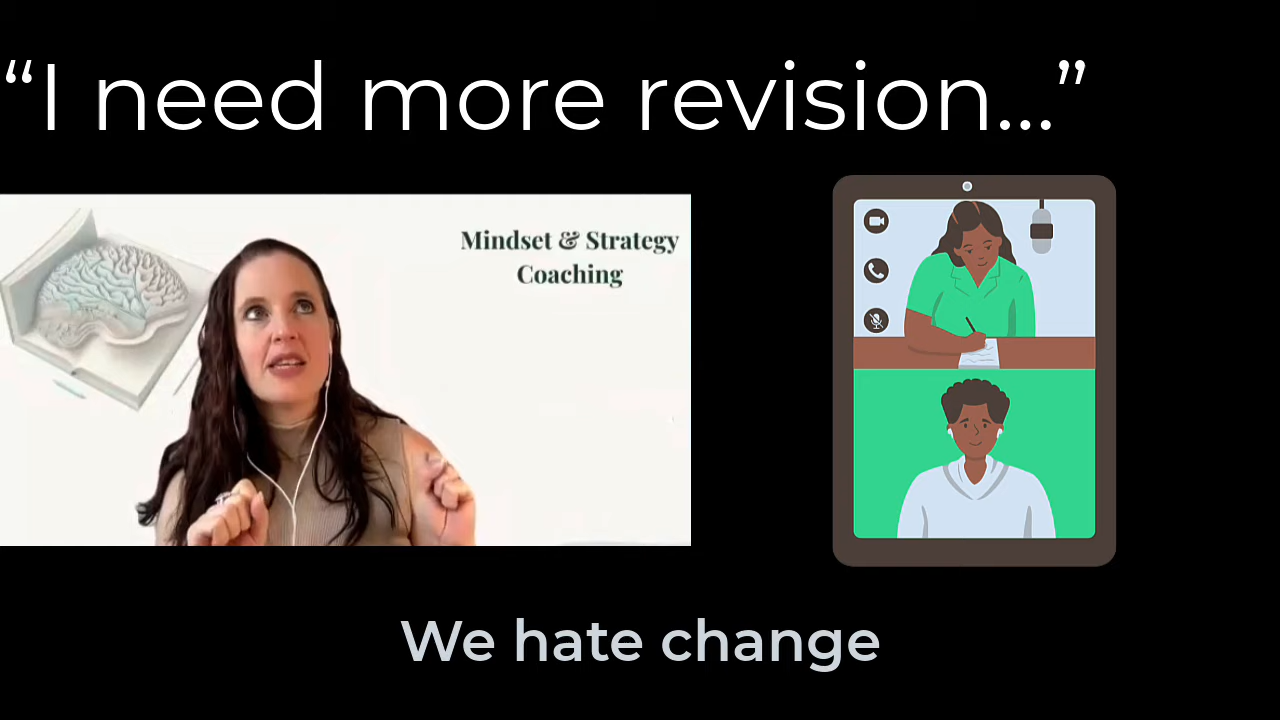 “I need more revision...”
Mindset & Strategy
Coaching
We hate change